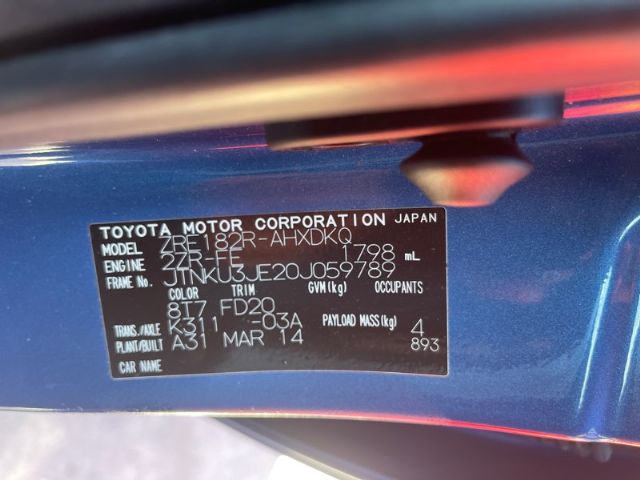 TOYOTA MOTOR CORPORATION JAPAN
MODEL ZRE182R-AHXDKQ
ENGINE 2ZR-FE 1798 mL
FRAME No. JTNKU3JE20J059789
COLOR TRIM GVM(kg) OCCUPANTS
8T7 FD20
TRANS./AXLE K311 -03A PAYLOAD MASS(kg) 4
PLANT/BUILT A31 MAR 14 893
CAR NAME